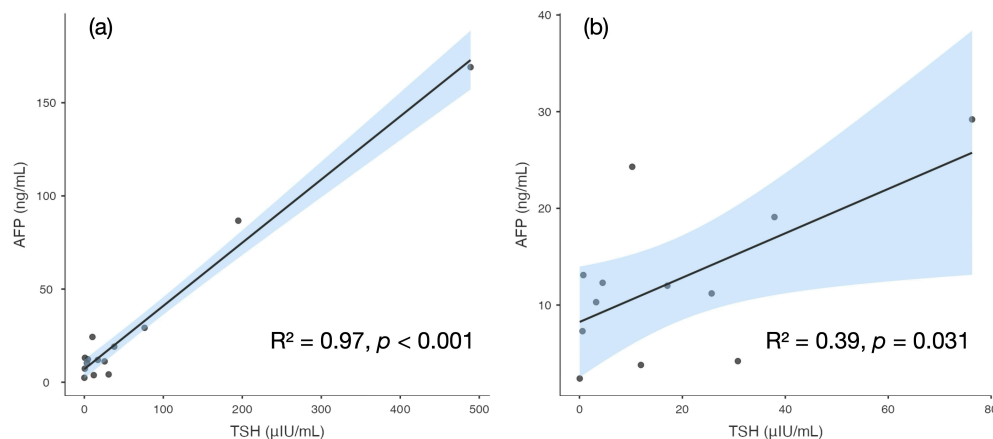 (a)
150
100
50
0
AFP (ng/mL)
R² = 0.97, p < 0.001
0 100 200 300 400 500
TSH (μIU/mL)
(b)
40
30
20
10
AFP (ng/mL)
R² = 0.39, p = 0.031
0 20 40 60 80
TSH (μIU/mL)